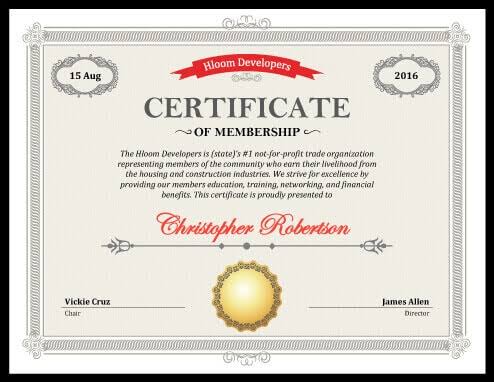 Hloom Developers
15 Aug
2016
CERTIFICATE
OF MEMBERSHIP
The Hloom Developers is (state)'s #1 not-for-profit trade organization
representing members of the community who earn their livelihood from
the housing and construction industries. We strive for excellence by
providing our members education, training, networking, and financial
benefits. This certificate is proudly presented to
Christopher Robertson
Vickie Cruz
Chair
James Allen
Director